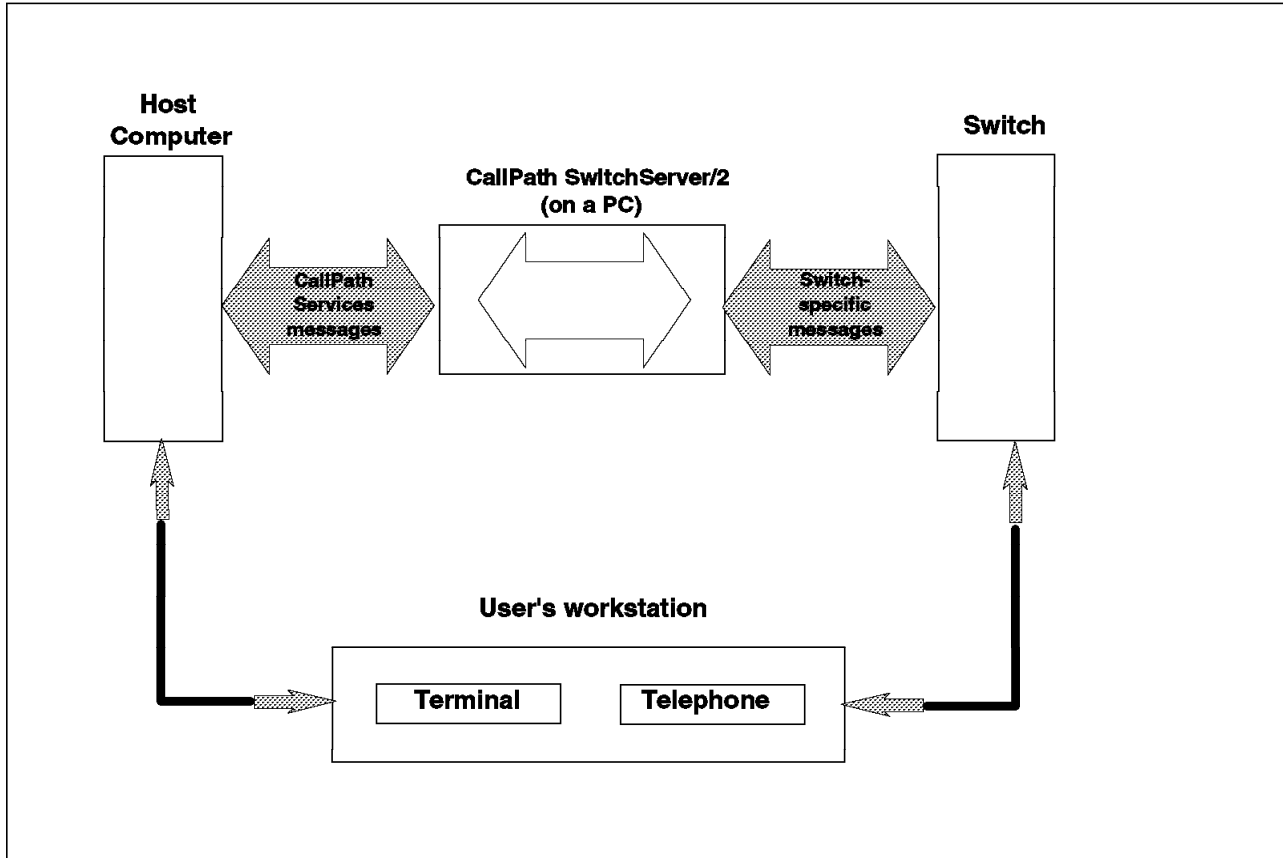 Host
Computer
Switch
CallPath SwitchServer/2
(on a PC)
CallPath
Services
messages
Switch-
specific
messages
User's workstation
Terminal
Telephone